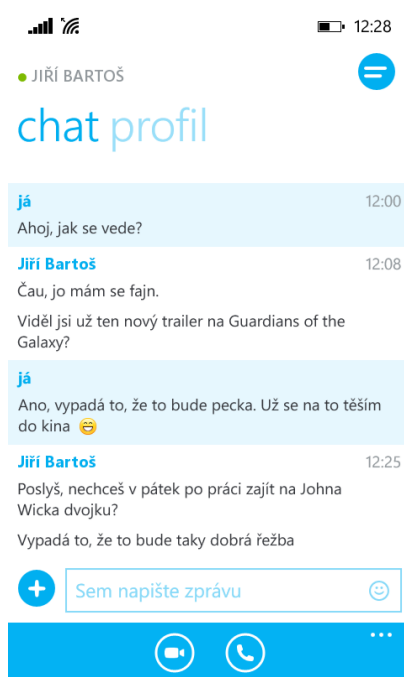 12:28
JIŘÍ BARTOŠ
chat profil
já 12:00
Ahoj, jak se vede?
Jiří Bartoš 12:08
Čau, jo mám se fajn.
Viděl jsi už ten nový trailer na Guardians of the
Galaxy?
já
Ano, vypadá to, že to bude pecka. Už se na to těším
do kina 😄
Jiří Bartoš 12:25
Poslyš, nechceš v pátek po práci zajít na Johna
Wicka dvojku?
Vypadá to, že to bude taky dobrá řežba
Sem napište zprávu